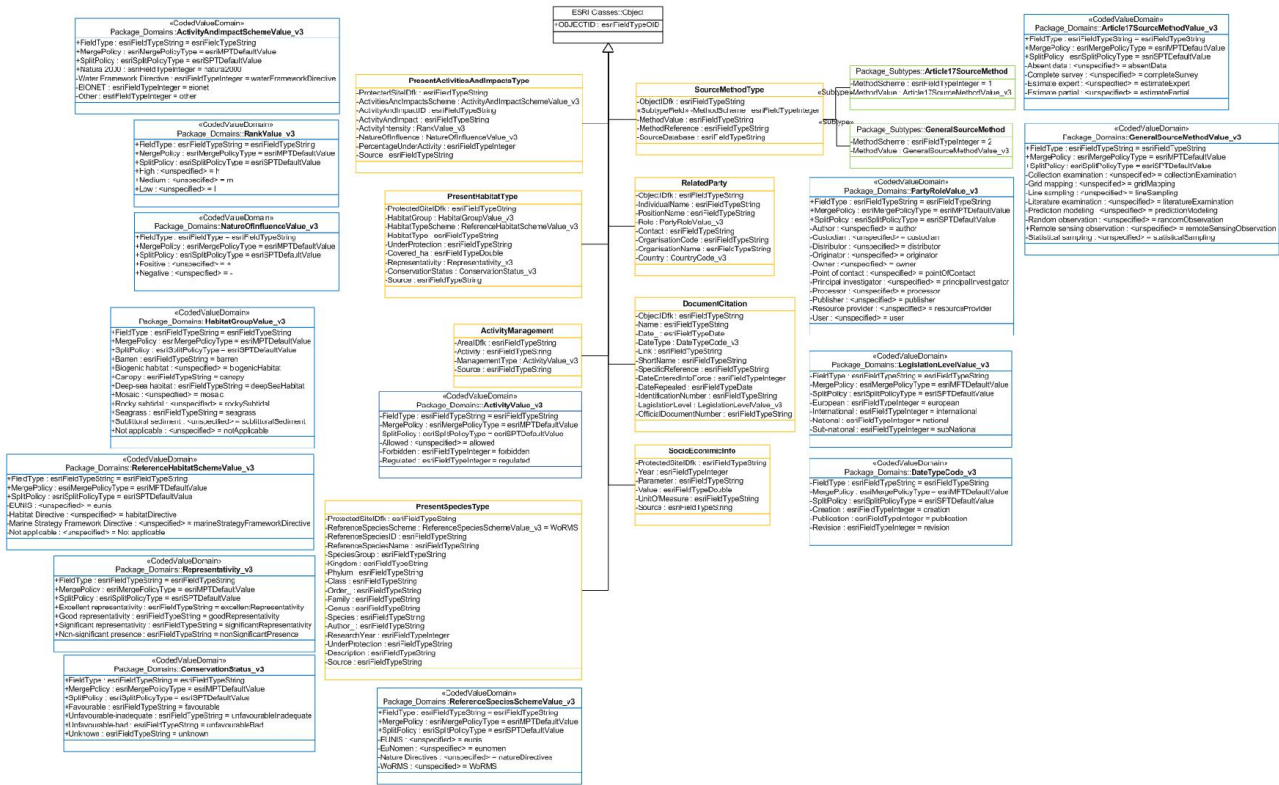 ESRI Classes::Object
+OBJECTID : esriFieldTypeOID
«CodedValueDomain»
Package_Domains::ActivityAndImpactSchemeValue_v3
+FieldType : esriFieldTypeString = esriFieldTypeString
+MergePolicy : esriMergePolicyType = esriMPTDefaultValue
+SplitPolicy : esriSplitPolicyType = esriSPTDefaultValue
+Natura 2000 : esriFieldTypeInteger = natura2000
-Water Framework Directive : esriFieldTypeInteger = waterFrameworkDirective
-EIONET : esriFieldTypeInteger = eionet
-Other : esriFieldTypeInteger = other
«CodedValueDomain»
Package_Domains::RankValue_v3
+FieldType : esriFieldTypeString = esriFieldTypeString
+MergePolicy : esriMergePolicyType = esriMPTDefaultValue
+SplitPolicy : esriSplitPolicyType = esriSPTDefaultValue
+High : <unspecified> = h
+Medium : <unspecified> = m
+Low : <unspecified> = l
«CodedValueDomain»
Package_Domains::NatureOfInfluenceValue_v3
+FieldType : esriFieldTypeString = esriFieldTypeString
+MergePolicy : esriMergePolicyType = esriMPTDefaultValue
+SplitPolicy : esriSplitPolicyType = esriSPTDefaultValue
+Positive : <unspecified> = +
+Negative : <unspecified> = -
«CodedValueDomain»
Package_Domains::HabitatGroupValue_v3
+FieldType : esriFieldTypeString = esriFieldTypeString
+MergePolicy : esriMergePolicyType = esriMPTDefaultValue
+SplitPolicy : esriSplitPolicyType = esriSPTDefaultValue
+Barren : esriFieldTypeString = barren
+Biogenic habitat : <unspecified> = biogenicHabitat
+Canopy : esriFieldTypeString = canopy
+Deep-sea habitat : esriFieldTypeString = deepSeaHabitat
+Mosaic : <unspecified> = mosaic
+Rocky subtidal : <unspecified> = rockySubtidal
+Seagrass : esriFieldTypeString = seagrass
+Sublittoral sediment : <unspecified> = sublittoralSediment
+Not applicable : <unspecified> = notApplicable
«CodedValueDomain»
Package_Domains::ReferenceHabitatSchemeValue_v3
+FieldType : esriFieldTypeString = esriFieldTypeString
+MergePolicy : esriMergePolicyType = esriMPTDefaultValue
+SplitPolicy : esriSplitPolicyType = esriSPTDefaultValue
-EUNIS : <unspecified> = eunis
-Habitat Directive : <unspecified> = habitatDirective
-Marine Strategy Framework Directive : <unspecified> = marineStrategyFrameworkDirective
-Not applicable : <unspecified> = Not applicable
«CodedValueDomain»
Package_Domains::Representativity_v3
+FieldType : esriFieldTypeString = esriFieldTypeString
+MergePolicy : esriMergePolicyType = esriMPTDefaultValue
+SplitPolicy : esriSplitPolicyType = esriSPTDefaultValue
+Excellent representativity : esriFieldTypeString = excellentRepresentativity
+Good representativity : esriFieldTypeString = goodRepresentativity
+Significant representativity : esriFieldTypeString = significantRepresentativity
+Non-significant presence : esriFieldTypeString = nonSignificantPresence
«CodedValueDomain»
Package_Domains::ConservationStatus_v3
+FieldType : esriFieldTypeString = esriFieldTypeString
+MergePolicy : esriMergePolicyType = esriMPTDefaultValue
+SplitPolicy : esriSplitPolicyType = esriSPTDefaultValue
+Favourable : esriFieldTypeString = favourable
+Unfavourable-inadequate : esriFieldTypeString = unfavourableInadequate
+Unfavourable-bad : esriFieldTypeString = unfavourableBad
+Unknown : esriFieldTypeString = unknown
PresentActivitiesAndImpactsType
-ProtectedSiteIDfk : esriFieldTypeString
-ActivitiesAImpactsScheme : ActivityAndImpactSchemeValue_v3
-ActivityAndImpactID : esriFieldTypeString
-ActivityAndImpact : esriFieldTypeString
-ActivityIntensity : RankValue_v3
-NatureOfInfluence : NatureOfInfluenceValue_v3
-PercentageUnderActivity : esriFieldTypeInteger
-Source : esriFieldTypeString
PresentHabitatType
-ProtectedSiteIDfk : esriFieldTypeString
-HabitatGroup : HabitatGroupValue_v3
-HabitatTypeScheme : ReferenceHabitatSchemeValue_v3
-HabitatType : esriFieldTypeString
-UnderProtection : esriFieldTypeString
-Covered_ha : esriFieldTypeDouble
-Representativity : Representativity_v3
-ConservationStatus : ConservationStatus_v3
-Source : esriFieldTypeString
ActivityManagement
-AreaIDfk : esriFieldTypeString
-Activity : esriFieldTypeString
-ManagementType : ActivityValue_v3
-Source : esriFieldTypeString
«CodedValueDomain»
Package_Domains::ActivityValue_v3
-FieldType : esriFieldTypeString = esriFieldTypeString
-MergePolicy : esriMergePolicyType = esriMPTDefaultValue
-SplitPolicy : esriSplitPolicyType = esriSPTDefaultValue
-Allowed : <unspecified> = allowed
-Forbidden : esriFieldTypeInteger = forbidden
-Regulated : esriFieldTypeInteger = regulated
PresentSpeciesType
-ProtectedSiteIDfk : esriFieldTypeString
-ReferenceSpeciesScheme : ReferenceSpeciesSchemeValue_v3 = WoRMS
-ReferenceSpeciesID : esriFieldTypeString
-ReferenceSpeciesName : esriFieldTypeString
-SpeciesGroup : esriFieldTypeString
-Kingdom : esriFieldTypeString
-Phylum : esriFieldTypeString
-Class : esriFieldTypeString
-Order_ : esriFieldTypeString
-Family : esriFieldTypeString
-Genus : esriFieldTypeString
-Species : esriFieldTypeString
-Author_ : esriFieldTypeString
-ResearchYear : esriFieldTypeInteger
-UnderProtection : esriFieldTypeString
-Description : esriFieldTypeString
-Source : esriFieldTypeString
«CodedValueDomain»
Package_Domains::ReferenceSpeciesSchemeValue_v3
+FieldType : esriFieldTypeString = esriFieldTypeString
+MergePolicy : esriMergePolicyType = esriMPTDefaultValue
+SplitPolicy : esriSplitPolicyType = esriSPTDefaultValue
-EUNIS : <unspecified> = eunis
-EuNomen : <unspecified> = eunomen
-Nature Directives : <unspecified> = natureDirectives
-WoRMS : <unspecified> = WoRMS
SourceMethodType
-ObjectIDfk : esriFieldTypeString
-«SubtypeField» -MethodScheme : esriFieldTypeInteger
-MethodValue : esriFieldTypeString
-MethodReference : esriFieldTypeString
-SourceDatabase : esriFieldTypeString
«Subtype»
«Subtype»
Package_Subtypes::Article17SourceMethod
-MethodScheme : esriFieldTypeInteger = 1
-MethodValue : Article17SourceMethodValue_v3
Package_Subtypes::GeneralSourceMethod
-MethodScheme : esriFieldTypeInteger = 2
-MethodValue : GeneralSourceMethodValue_v3
RelatedParty
-ObjectIDfk : esriFieldTypeString
-IndividualName : esriFieldTypeString
-PositionName : esriFieldTypeString
-Role : PartyRoleValue_v3
-Contact : esriFieldTypeString
-OrganisationCode : esriFieldTypeString
-OrganisationName : esriFieldTypeString
-Country : CountryCode_v3
DocumentCitation
-ObjectIDfk : esriFieldTypeString
-Name : esriFieldTypeString
-Date_ : esriFieldTypeDate
-DateType : DateTypeCode_v3
-Link : esriFieldTypeString
-ShortName : esriFieldTypeString
-SpecificReference : esriFieldTypeString
-DateEnteredInForce : esriFieldTypeInteger
-DateRepealed : esriFieldTypeDate
-IdentificationNumber : esriFieldTypeString
-LegislationLevel : LegislationLevelValue_v3
-OfficialDocumentNumber : esriFieldTypeString
SocioEconmicInfo
-ProtectedSiteIDfk : esriFieldTypeString
-Year : esriFieldTypeInteger
-Parameter : esriFieldTypeString
-Value : esriFieldTypeDouble
-UnitOfMeasure : esriFieldTypeString
-Source : esriFieldTypeString
«CodedValueDomain»
Package_Domains::Article17SourceMethodValue_v3
+FieldType : esriFieldTypeString = esriFieldTypeString
+MergePolicy : esriMergePolicyType = esriMPTDefaultValue
+SplitPolicy : esriSplitPolicyType = esriSPTDefaultValue
-Absent data : <unspecified> = absentData
-Complete survey : <unspecified> = completeSurvey
-Estimate expert : <unspecified> = estimateExpert
-Estimate partial : <unspecified> = estimatePartial
«CodedValueDomain»
Package_Domains::GeneralSourceMethodValue_v3
+FieldType : esriFieldTypeString = esriFieldTypeString
+MergePolicy : esriMergePolicyType = esriMPTDefaultValue
+SplitPolicy : esriSplitPolicyType = esriSPTDefaultValue
-Collection examination : <unspecified> = collectionExamination
-Grid mapping : <unspecified> = gridMapping
-Line sampling : <unspecified> = lineSampling
-Literature examination : <unspecified> = literatureExamination
-Prediction modeling : <unspecified> = predictionModeling
-Random observation : <unspecified> = randomObservation
+Remote sensing observation : <unspecified> = remoteSensingObservation
-Statistical sampling : <unspecified> = statisticalSampling
«CodedValueDomain»
Package_Domains::PartyRoleValue_v3
+FieldType : esriFieldTypeString = esriFieldTypeString
+MergePolicy : esriMergePolicyType = esriMPTDefaultValue
+SplitPolicy : esriSplitPolicyType = esriSPTDefaultValue
-Author : <unspecified> = author
-Custodian : <unspecified> = custodian
-Distributor : <unspecified> = distributor
-Originator : <unspecified> = originator
-Owner : <unspecified> = owner
-Point of contact : <unspecified> = pointOfContact
-Principal investigator : <unspecified> = principalInvestigator
-Processor : <unspecified> = processor
-Publisher : <unspecified> = publisher
-Resource provider : <unspecified> = resourceProvider
-User : <unspecified> = user
«CodedValueDomain»
Package_Domains::LegislationLevelValue_v3
-FieldType : esriFieldTypeString = esriFieldTypeString
-MergePolicy : esriMergePolicyType = esriMPTDefaultValue
-SplitPolicy : esriSplitPolicyType = esriSPTDefaultValue
-European : esriFieldTypeInteger = european
-International : esriFieldTypeInteger = international
-National : esriFieldTypeInteger = national
-Sub-national : esriFieldTypeInteger = subNational
«CodedValueDomain»
Package_Domains::DateTypeCode_v3
-FieldType : esriFieldTypeString = esriFieldTypeString
-MergePolicy : esriMergePolicyType = esriMPTDefaultValue
-SplitPolicy : esriSplitPolicyType = esriSPTDefaultValue
-Creation : esriFieldTypeInteger = creation
-Publication : esriFieldTypeInteger = publication
-Revision : esriFieldTypeInteger = revision